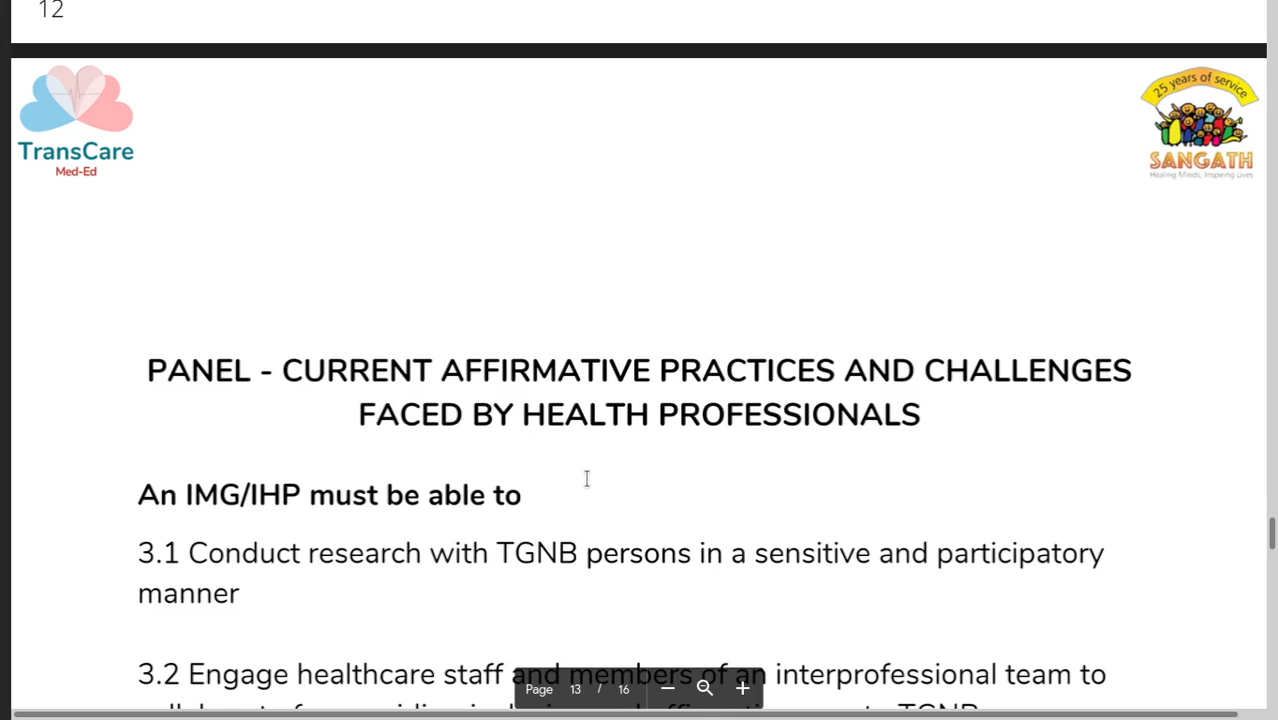 12
TransCare
Med-Ed
25 years of service
SANGATH
Healing Minds, Inspiring Lives
PANEL - CURRENT AFFIRMATIVE PRACTICES AND CHALLENGES
FACED BY HEALTH PROFESSIONALS
An IMG/IHP must be able to
3.1 Conduct research with TGNB persons in a sensitive and participatory
manner
3.2 Engage healthcare staff and members of an interprofessional team to
TGNB
Page 13 / 16